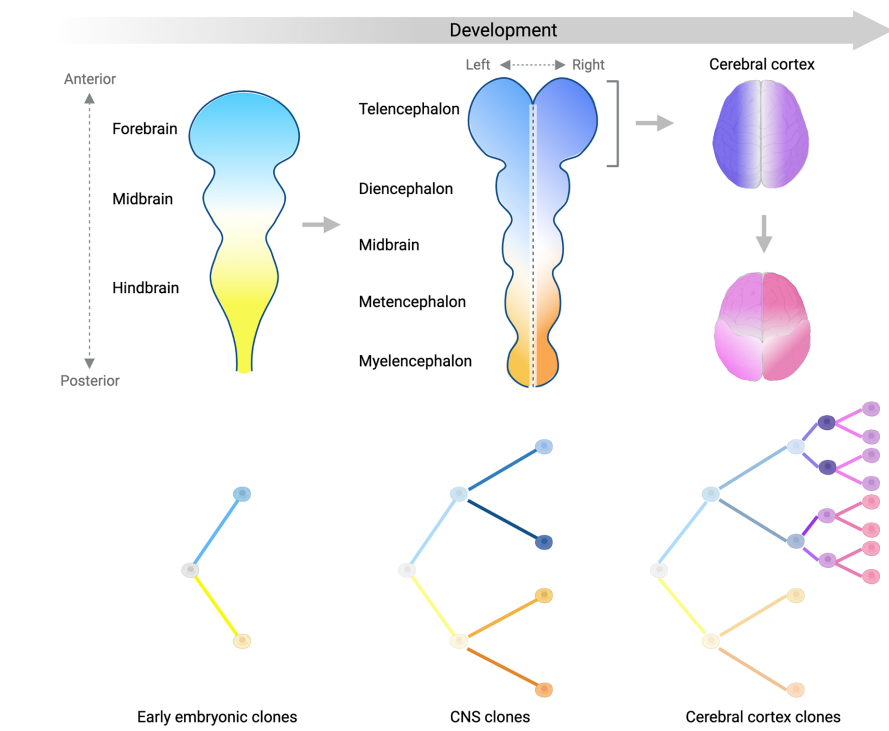 Development
Anterior
Forebrain
Midbrain
Hindbrain
Posterior
Left
Right
Telencephalon
Diencephalon
Midbrain
Metencephalon
Myelencephalon
Cerebral cortex
Early embryonic clones
CNS clones
Cerebral cortex clones